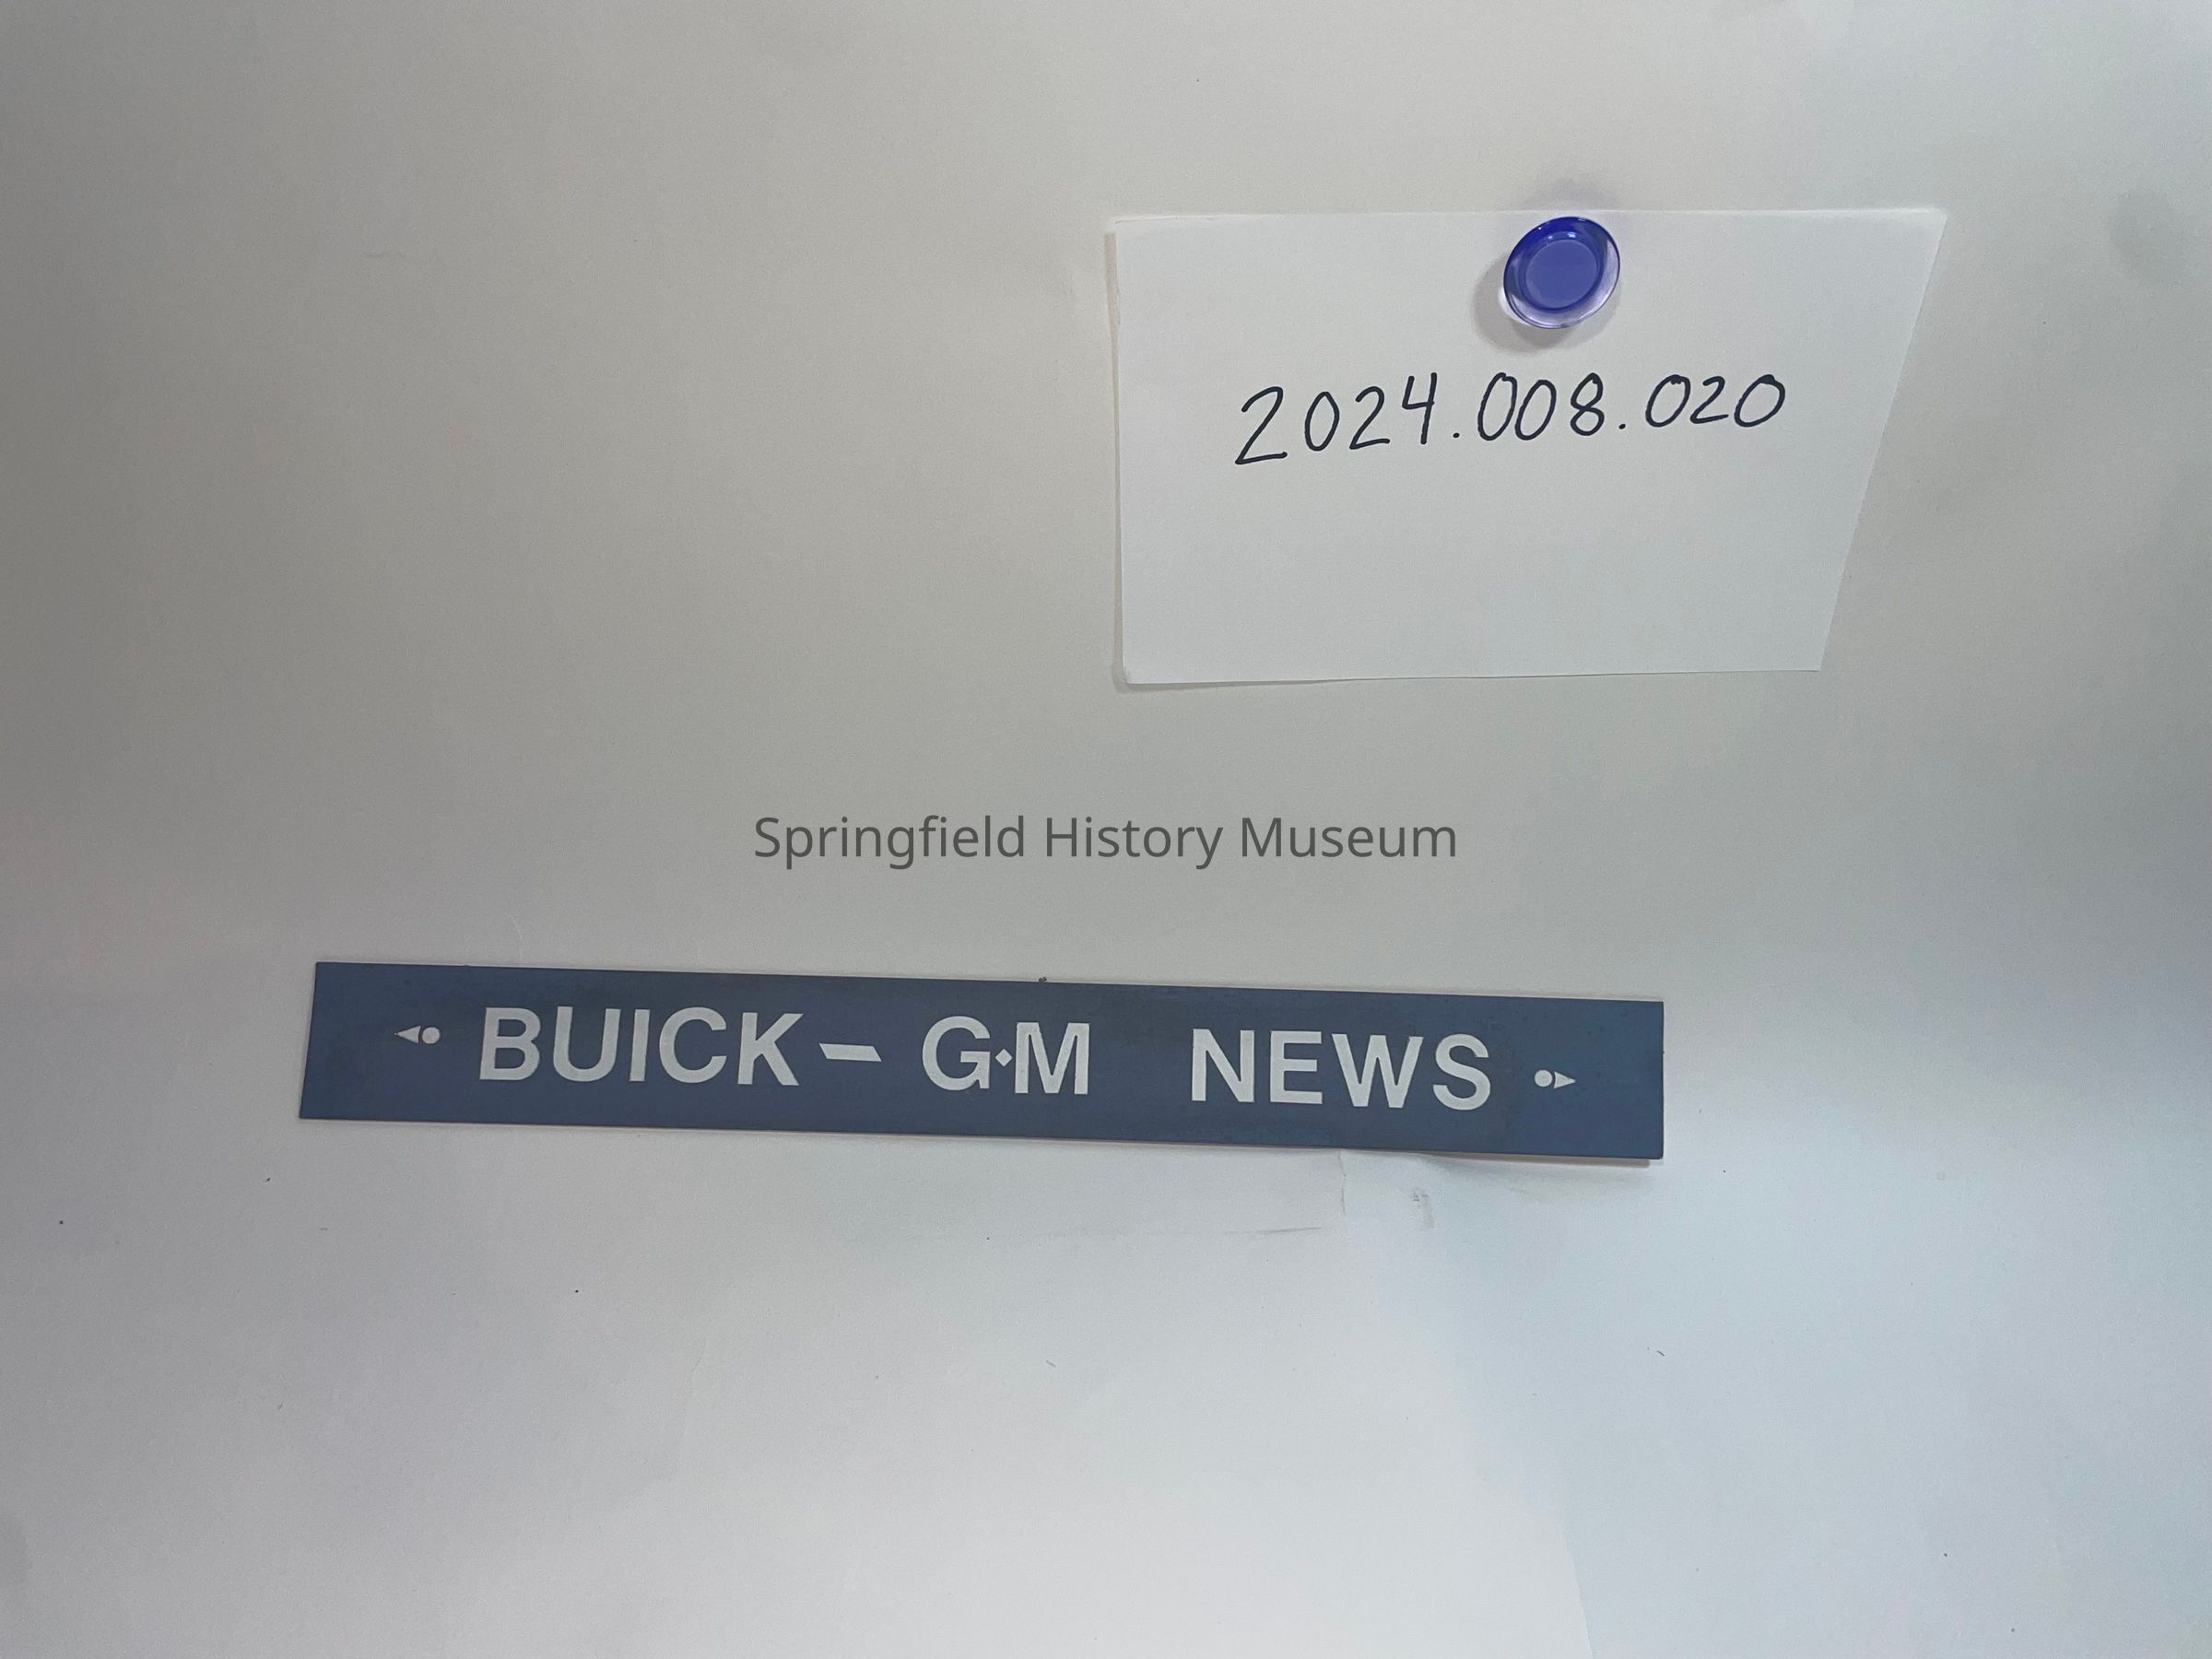 2024.008.020
Springfield History Museum
BUICK – G·M NEWS